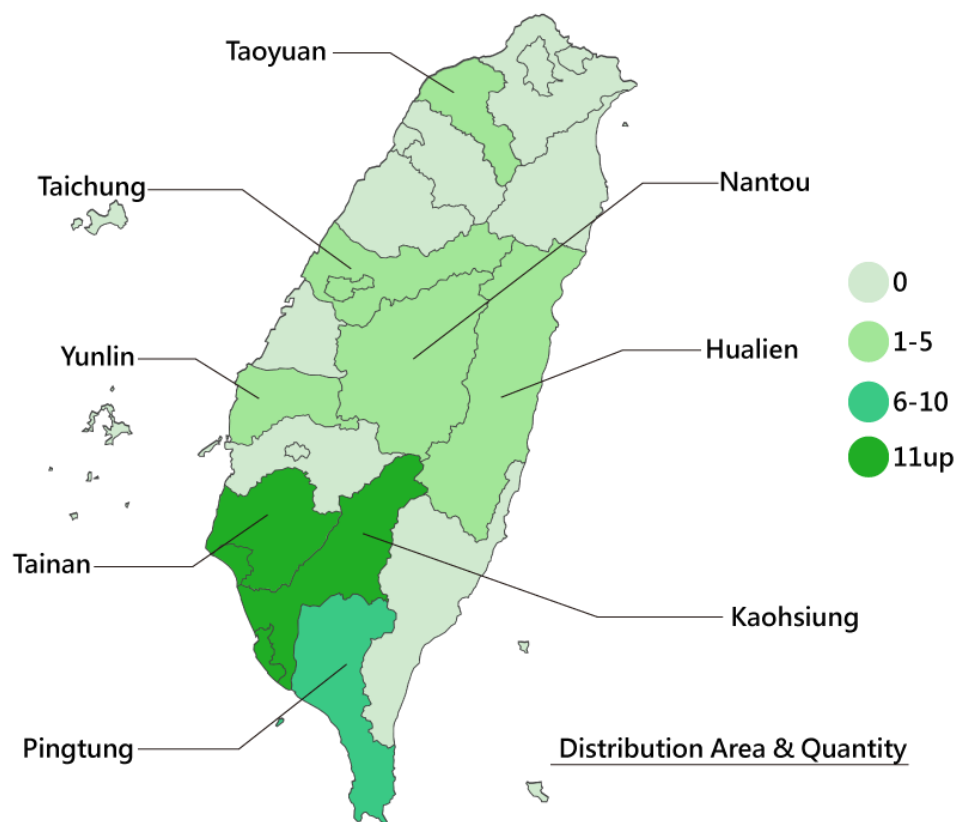 Taoyuan
Taichung
Nantou
0
1-5
Yunlin
Hualien
6-10
11up
Tainan
Kaohsiung
Pingtung
Distribution Area & Quantity